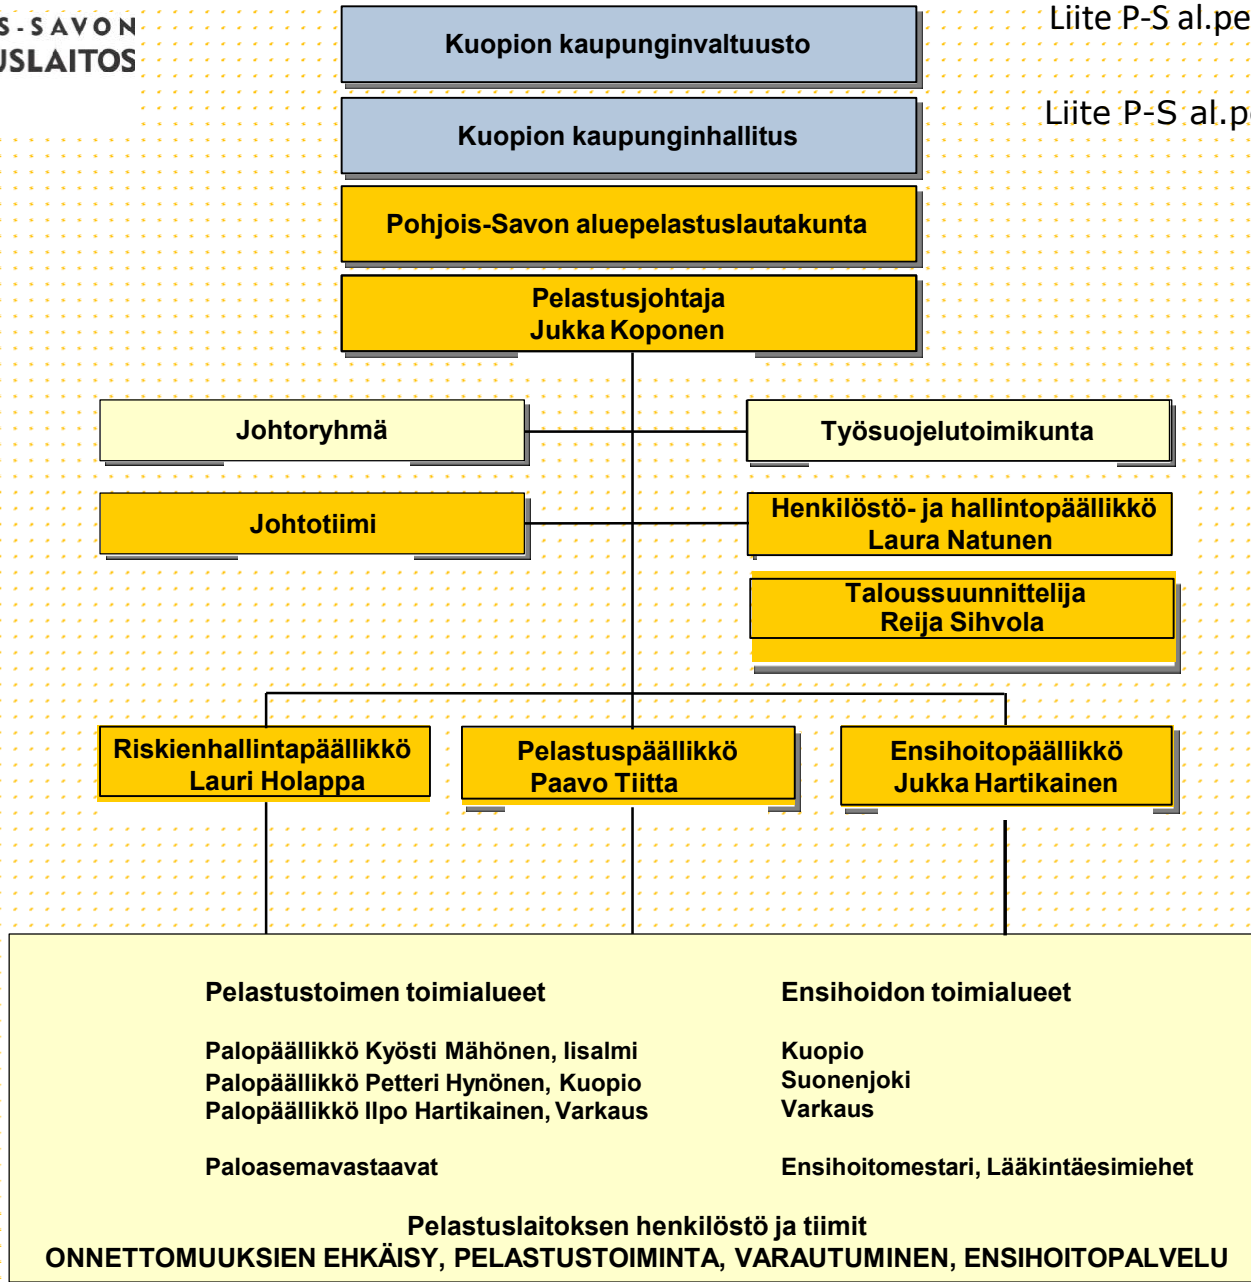 S-SAVON
Liite P-S al.pe
Kuopion kaupunginvaltuusto
Liite P-S al.p
Kuopion kaupunginhallitus
Pohjois-Savon aluepelastuslautakunta
Pelastusjohtaja
Jukka Koponen
Johtoryhmä
Työsuojelutoimikunta
Johtotiimi
Henkilöstö- ja hallintopäällikkö
Laura Natunen
Taloussuunnittelija
Reija Sihvola
Riskienhallintapäällikkö
Lauri Holappa
Pelastuspäällikkö
Paavo Tiitta
Ensihoitopäällikkö
Jukka Hartikainen
Pelastustoimen toimialueet
Palopäällikkö Kyösti Mähönen, Iisalmi
Palopäällikkö Petteri Hynönen, Kuopio
Palopäällikkö Ilpo Hartikainen, Varkaus
Paloasemavastaavat
Ensihoidon toimialueet
Kuopio
Suonenjoki
Varkaus
Ensihoitomestari, Lääkintäesimiehet
Pelastuslaitoksen henkilöstö ja tiimit
ONNETTOMUUKSIEN EHKÄISY, PELASTUSTOIMINTA, VARAUTUMINEN, ENSIHOITOPALVELU